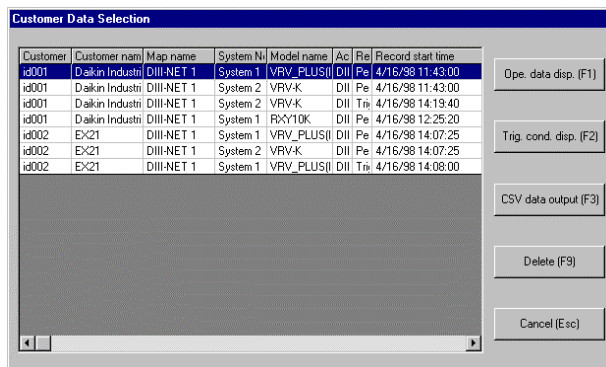 Customer Data Selection
Customer Customer nam Map name System N Model name Ac Re Record start time
id001 Daikin Industri DIII-NET 1 System 1 VRV_PLUS(I DII Pe 4/16/98 11:43:00
id001 Daikin Industri DIII-NET 1 System 2 VRV-K DII Pe 4/16/98 11:43:00
id001 Daikin Industri DIII-NET 1 System 2 VRV-K DII Tri 4/16/98 14:19:40
id001 Daikin Industri DIII-NET 1 System 1 RXY10K DII Pe 4/16/98 12:25:20
id002 EX21 DIII-NET 1 System 1 VRV_PLUS(I DII Pe 4/16/98 14:07:25
id002 EX21 DIII-NET 1 System 2 VRV-K DII Pe 4/16/98 14:07:25
id002 EX21 DIII-NET 1 System 1 VRV_PLUS(I DII Tri 4/16/98 14:08:00
Ope. data disp. (F1)
Trig. cond. disp. (F2)
CSV data output (F3)
Delete (F9)
Cancel (Esc)